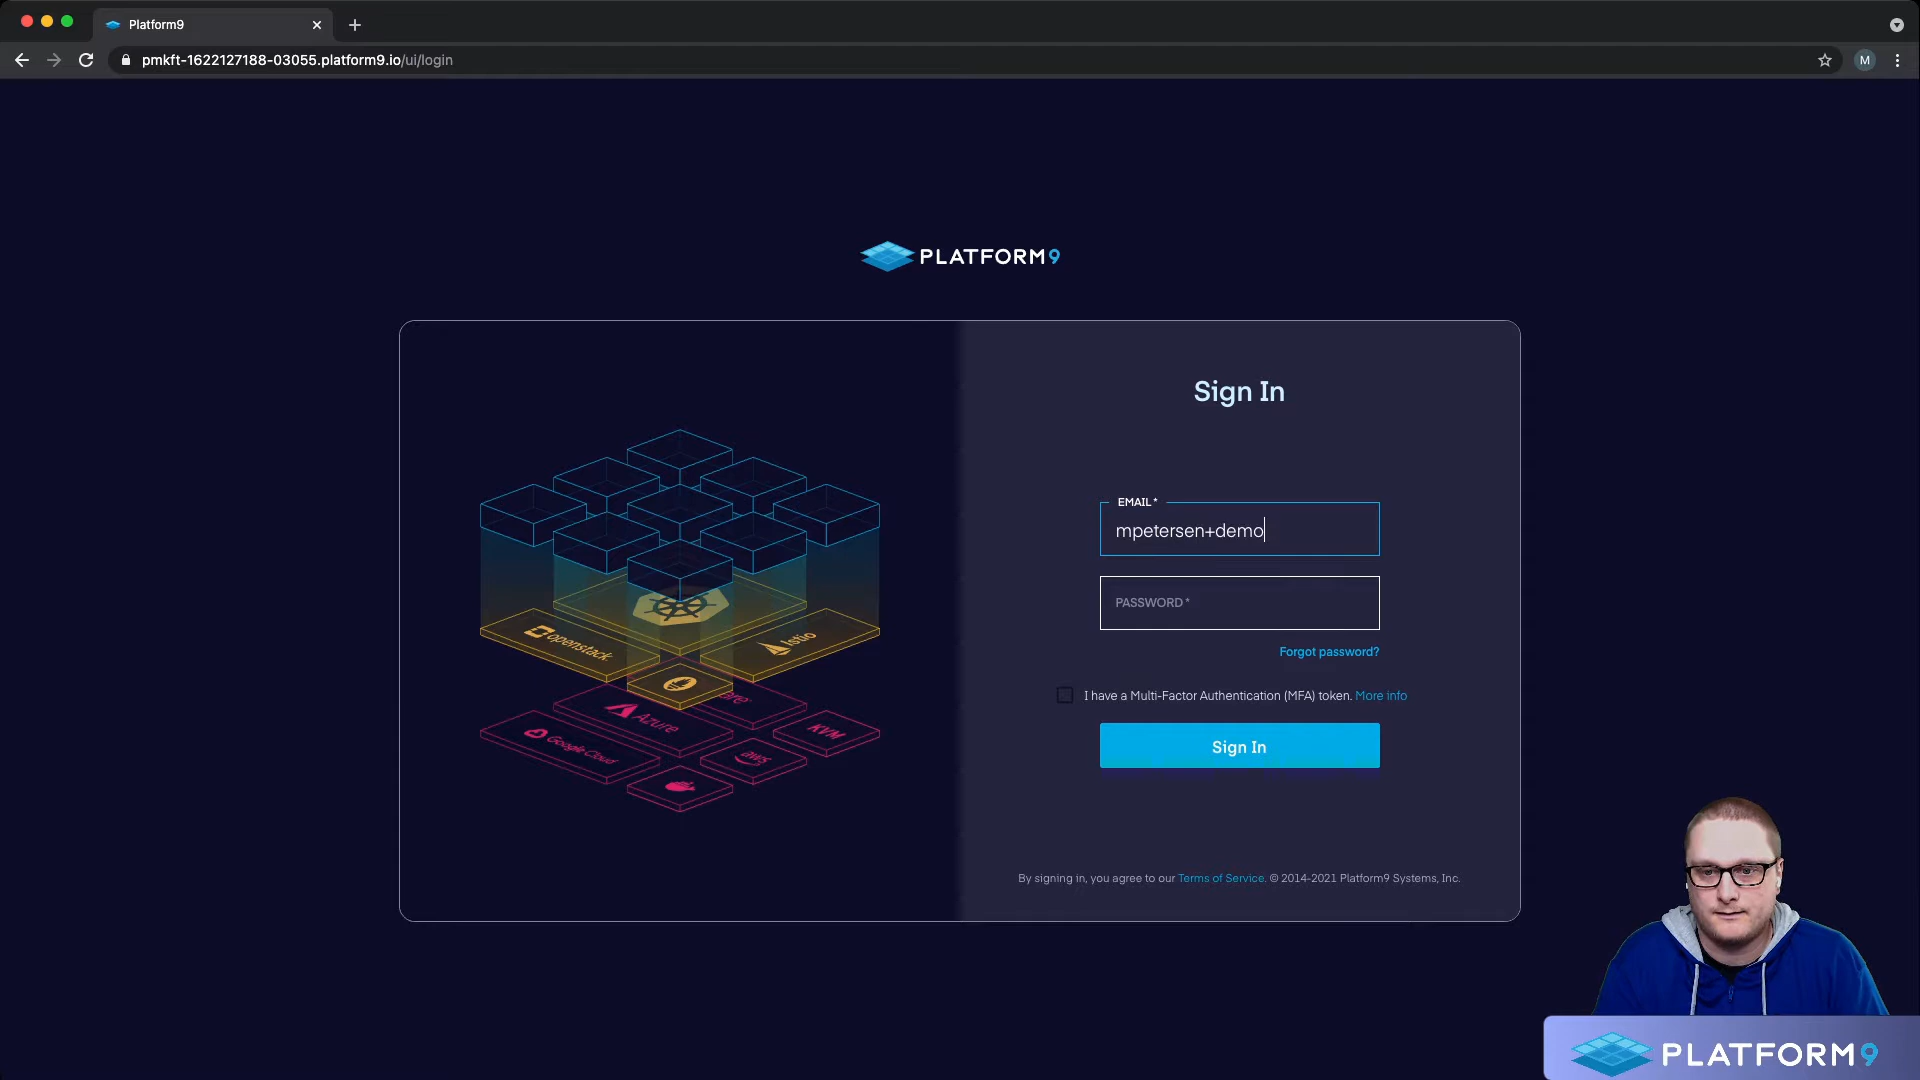 Platform9
pmkft-1622127188-03055.platform9.io/ui/login
M
PLATFORM9
Sign In
EMAIL *
mpetersen+demo
PASSWORD *
Forgot password?
I have a Multi-Factor Authentication (MFA) token. More info
Sign In
By signing in, you agree to our Terms of Service. © 2014-2021 Platform9 Systems, Inc.
openstack.
Istio
Azure
KVM
Google Cloud
aws
PLATFORM9